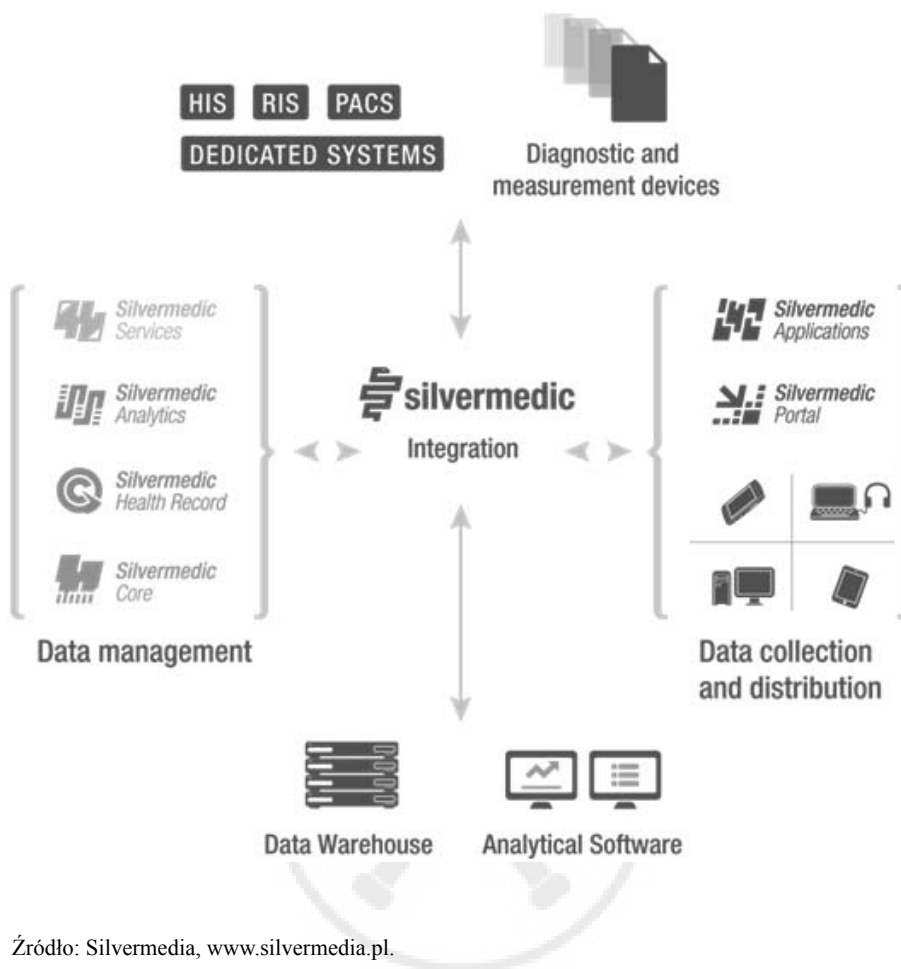 HIS RIS PACS
DEDICATED SYSTEMS
Diagnostic and
measurement devices
Silvermedic
Services
Silvermedic
Analytics
Silvermedic
Health Record
Silvermedic
Core
Data management
silvermedic
Integration
Silvermedic
Applications
Silvermedic
Portal
Data collection
and distribution
Data Warehouse
Analytical Software
Źródło: Silvermedia, www.silvermedia.pl.